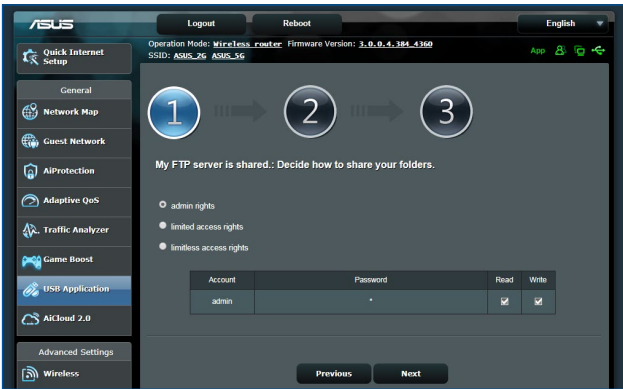 ASUS
Logout
Reboot
English
Operation Mode: Wireless router Firmware Version: 3.0.0.4.384_4360
SSID: ASUS_2G ASUS_5G
App
Quick Internet
Setup
General
Network Map
Guest Network
AiProtection
Adaptive QoS
Traffic Analyzer
Game Boost
USB Application
AiCloud 2.0
Advanced Settings
Wireless
1 2 3
My FTP server is shared.: Decide how to share your folders.
admin rights
limited access rights
limitless access rights
Account Password Read Write
admin *
Previous Next